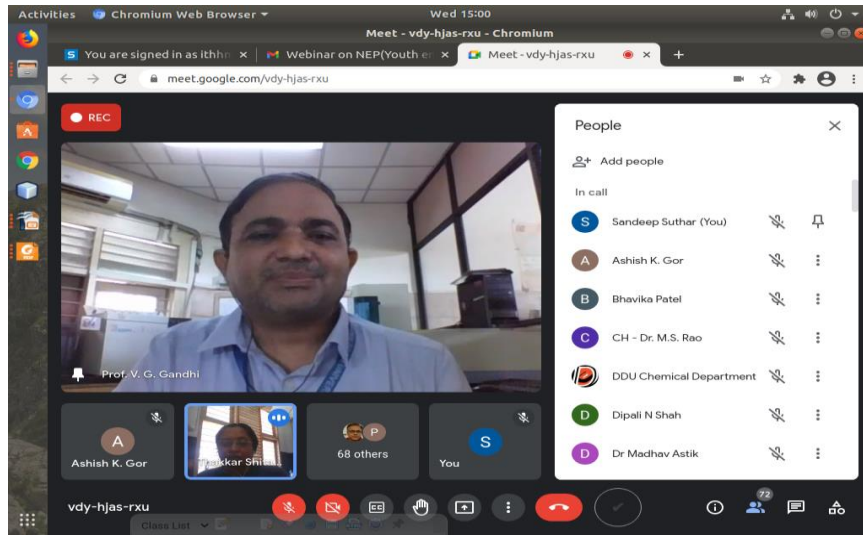 Activities Chromium Web Browser Wed 15:00
Meet - vdy-hjas-rxu - Chromium
S You are signed in as ithhn Webinar on NEP(Youth e Meet - vdy-hjas-rxu
meet.google.com/vdy-hjas-rxu
REC
Prof. V. G. Gandhi
A
Ashish K. Gor
kkar Shi
P
68 others
S
You
People
Add people
In call
S Sandeep Suthar (You)
A Ashish K. Gor
B Bhavika Patel
C CH - Dr. M.S. Rao
DDU Chemical Department
D Dipali N Shah
D Dr Madhav Astik
vdy-hjas-rxu
CC
72
Class List